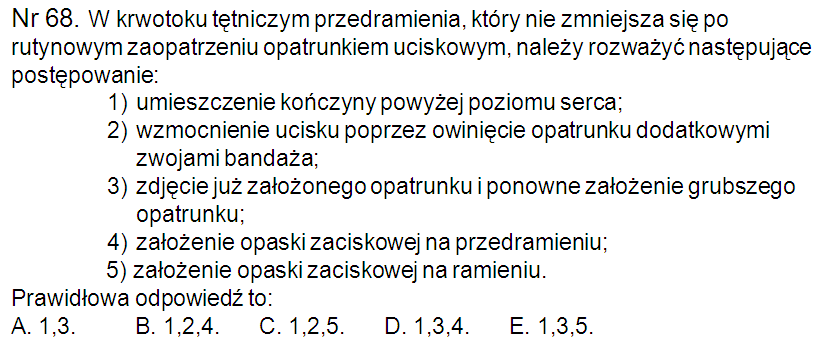 Nr 68. W krwotoku tętniczym przedramienia, który nie zmniejsza się po
rutynowym zaopatrzeniu opatrunkiem uciskowym, należy rozważyć następujące
postępowanie:
1) umieszczenie kończyny powyżej poziomu serca;
2) wzmocnienie ucisku poprzez owinięcie opatrunku dodatkowymi
zwojami bandaża;
3) zdjęcie już założonego opatrunku i ponowne założenie grubszego
opatrunku;
4) założenie opaski zaciskowej na przedramieniu;
5) założenie opaski zaciskowej na ramieniu.
Prawidłowa odpowiedź to:
A. 1,3. B. 1,2,4. C. 1,2,5. D. 1,3,4. E. 1,3,5.